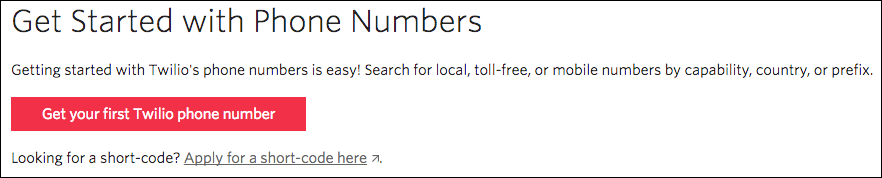 Get Started with Phone Numbers
Getting started with Twilio's phone numbers is easy! Search for local, toll-free, or mobile numbers by capability, country, or prefix.
Get your first Twilio phone number
Looking for a short-code? Apply for a short-code here ↗.